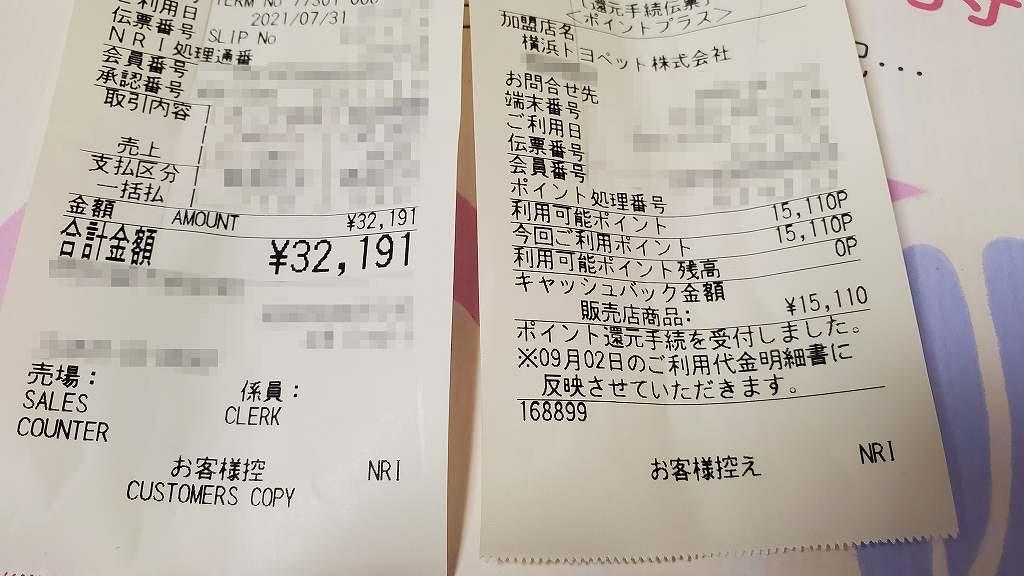 TERM No 77301
ご利用日 2021/07/31
伝票番号 SLIP No
NRI処理通番
会員番号
承認番号
取引内容
売上
支払区分
一括払
金額 AMOUNT ¥32,191
合計金額 ¥32,191
売場： 係員：
SALES CLERK
COUNTER
お客様控 NRI
CUSTOMERS COPY
ポイントプラス＞
加盟店名
横浜トヨペット株式会社
お問合せ先
端末番号
ご利用日
伝票番号
会員番号
ポイント処理番号
利用可能ポイント 15,110P
今回ご利用ポイント 15,110P
利用可能ポイント残高 0P
キャッシュバック金額
販売店商品: ¥15,110
ポイント還元手続を受付しました。
※09月02日のご利用代金明細書に
反映させていただきます。
168899
お客様控え NRI